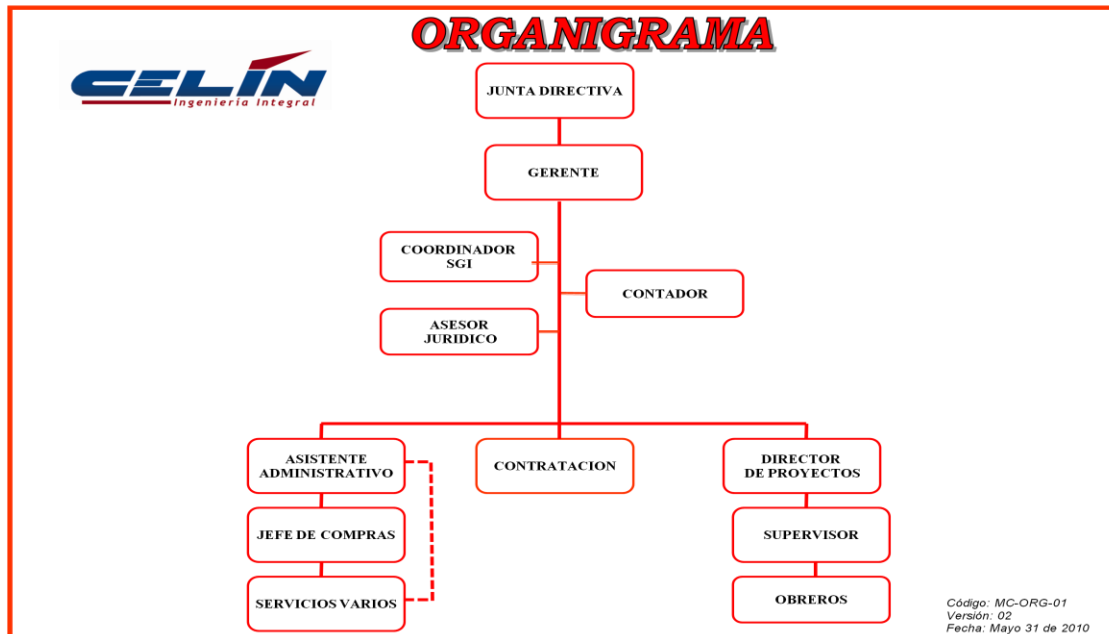 ORGANIGRAMA
CELÍN
Ingeniería Integral
JUNTA DIRECTIVA
GERENTE
COORDINADOR
SGI
CONTADOR
ASESOR
JURIDICO
ASISTENTE
ADMINISTRATIVO
CONTRATACION
DIRECTOR
DE PROYECTOS
JEFE DE COMPRAS
SUPERVISOR
SERVICIOS VARIOS
OBREROS
Código: MC-ORG-01
Versión: 02
Fecha: Mayo 31 de 2010